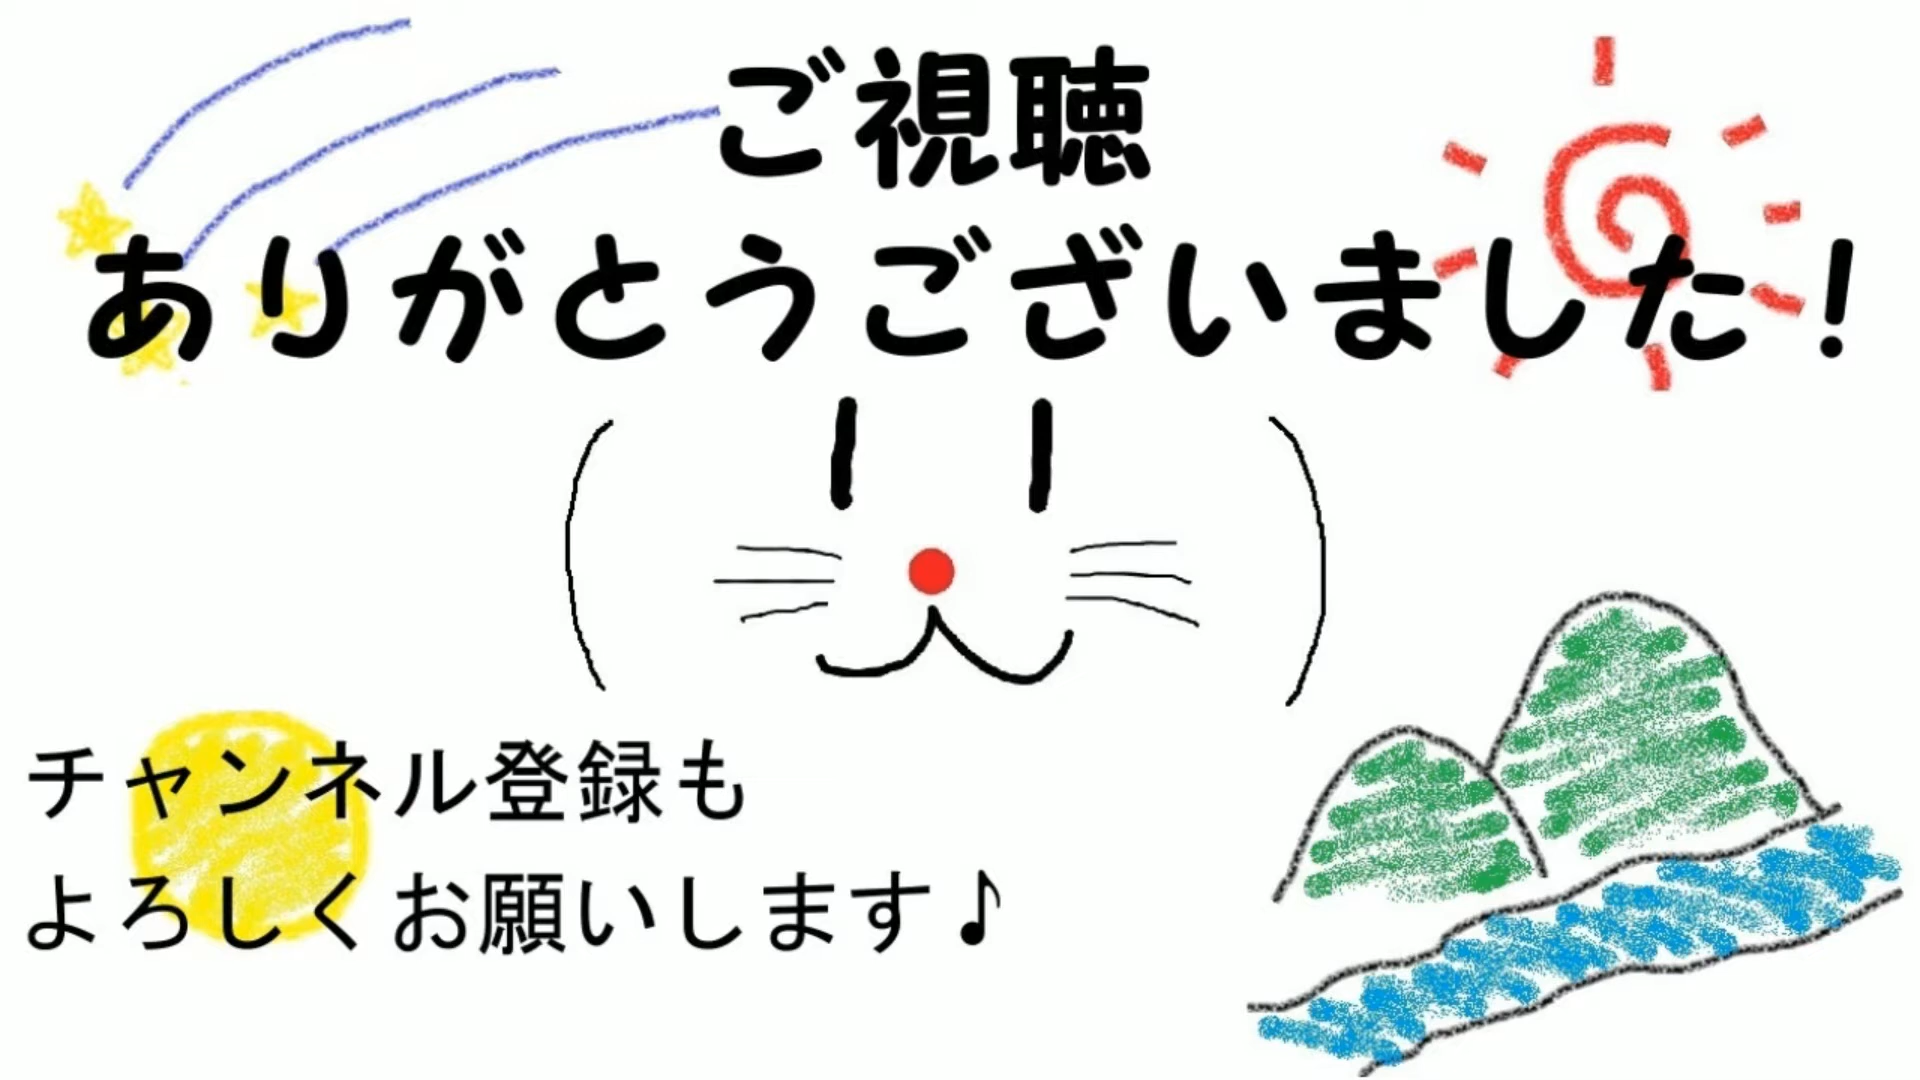 ご視聴
ありがとうございました！
チャンネル登録も
よろしくお願いします♪